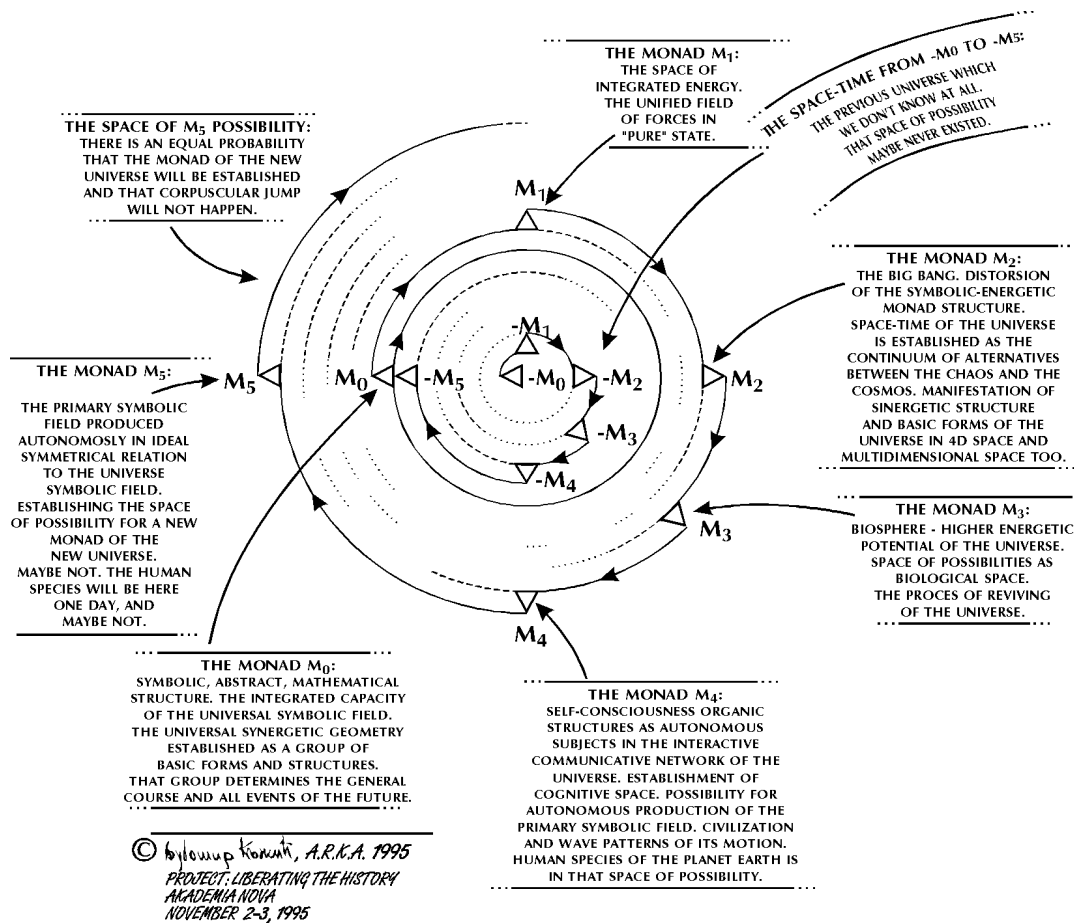 THE MONAD M1:
THE SPACE OF
INTEGRATED ENERGY.
THE UNIFIED FIELD
OF FORCES IN
"PURE" STATE.
THE SPACE-TIME FROM -M0 TO -M5:
THE PREVIOUS UNIVERSE WHICH
WE DON'T KNOW AT ALL.
THAT SPACE OF POSSIBILITY
MAYBE NEVER EXISTED.
THE SPACE OF M5 POSSIBILITY:
THERE IS AN EQUAL PROBABILITY
THAT THE MONAD OF THE NEW
UNIVERSE WILL BE ESTABLISHED
AND THAT CORPUSCULAR JUMP
WILL NOT HAPPEN.
M1
THE MONAD M2:
THE BIG BANG. DISTORSION
OF THE SYMBOLIC-ENERGETIC
MONAD STRUCTURE.
SPACE-TIME OF THE UNIVERSE
IS ESTABLISHED AS THE
CONTINUUM OF ALTERNATIVES
BETWEEN THE CHAOS AND THE
COSMOS. MANIFESTATION OF
SINERGETIC STRUCTURE
AND BASIC FORMS OF THE
UNIVERSE IN 4D SPACE AND
MULTIDIMENSIONAL SPACE TOO.
-M1
M5
M0
-M5
-M0
-M2
M2
-M3
-M4
M3
M4
THE MONAD M5:
THE PRIMARY SYMBOLIC
FIELD PRODUCED
AUTONOMOSLY IN IDEAL
SYMMETRICAL RELATION
TO THE UNIVERSE
SYMBOLIC FIELD.
ESTABLISHING THE SPACE
OF POSSIBILITY FOR A NEW
MONAD OF THE
NEW UNIVERSE.
MAYBE NOT. THE HUMAN
SPECIES WILL BE HERE
ONE DAY, AND
MAYBE NOT.
THE MONAD M3:
BIOSPHERE - HIGHER ENERGETIC
POTENTIAL OF THE UNIVERSE.
SPACE OF POSSIBILITIES AS
BIOLOGICAL SPACE.
THE PROCES OF REVIVING
OF THE UNIVERSE.
THE MONAD M0:
SYMBOLIC, ABSTRACT, MATHEMATICAL
STRUCTURE. THE INTEGRATED CAPACITY
OF THE UNIVERSAL SYMBOLIC FIELD.
THE UNIVERSAL SYNERGETIC GEOMETRY
ESTABLISHED AS A GROUP OF
BASIC FORMS AND STRUCTURES.
THAT GROUP DETERMINES THE GENERAL
COURSE AND ALL EVENTS OF THE FUTURE.
THE MONAD M4:
SELF-CONSCIOUSNESS ORGANIC
STRUCTURES AS AUTONOMOUS
SUBJECTS IN THE INTERACTIVE
COMMUNICATIVE NETWORK OF THE
UNIVERSE. ESTABLISHMENT OF
COGNITIVE SPACE. POSSIBILITY FOR
AUTONOMOUS PRODUCTION OF THE
PRIMARY SYMBOLIC FIELD. CIVILIZATION
AND WAVE PATTERNS OF ITS MOTION.
HUMAN SPECIES OF THE PLANET EARTH IS
IN THAT SPACE OF POSSIBILITY.
© , A.R.K.A. 1995
PROJECT: LIBERATING THE HISTORY
AKADEMIA NOVA
NOVEMBER 2-3, 1995